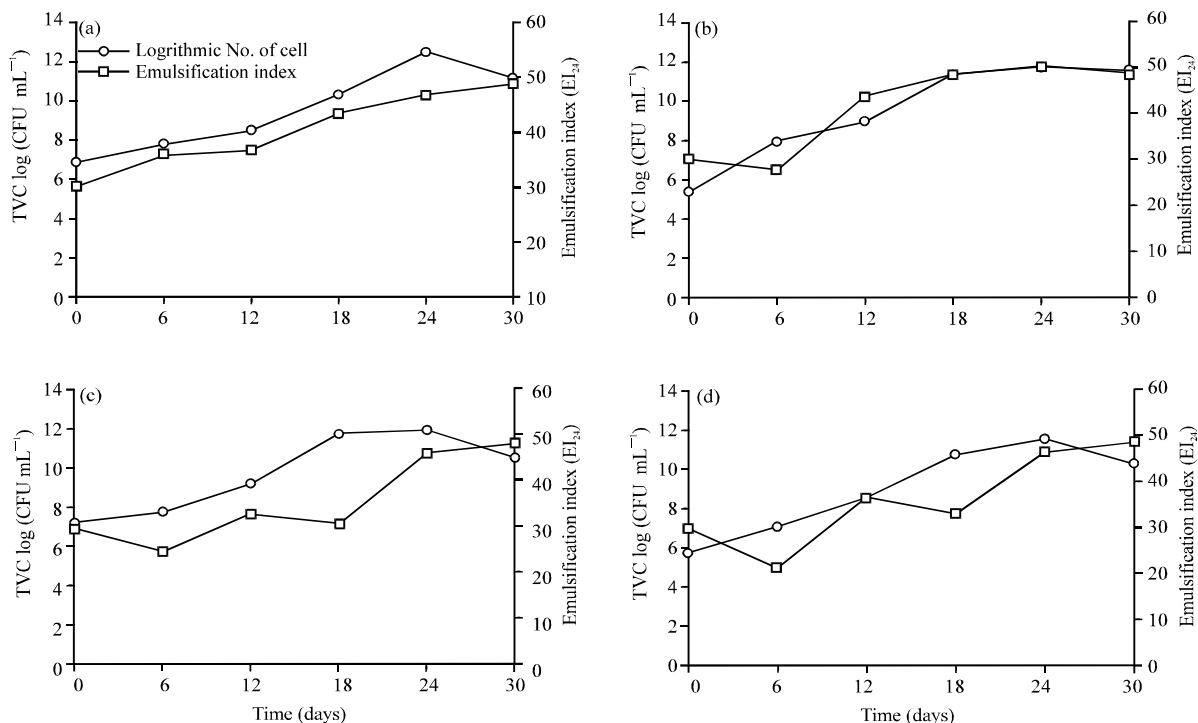 (a)
14
12
10
8
6
4
2
0
TVC log (CFU mL⁻¹)
Logrithmic No. of cell
Emulsification index
60
50
40
30
20
10
Emulsification index (EI₂₄)
0 6 12 18 24 30
(b)
14
12
10
8
6
4
2
0
TVC log (CFU mL⁻¹)
60
50
40
30
20
10
0
Emulsification index (EI₂₄)
0 6 12 18 24 30
(c)
14
12
10
8
6
4
2
0
TVC log (CFU mL⁻¹)
60
50
40
30
20
10
0
Emulsification index (EI₂₄)
0 6 12 18 24 30
Time (days)
(d)
14
12
10
8
6
4
2
0
TVC log (CFU mL⁻¹)
60
50
40
30
20
10
0
Emulsification index (EI₂₄)
0 6 12 18 24 30
Time (days)